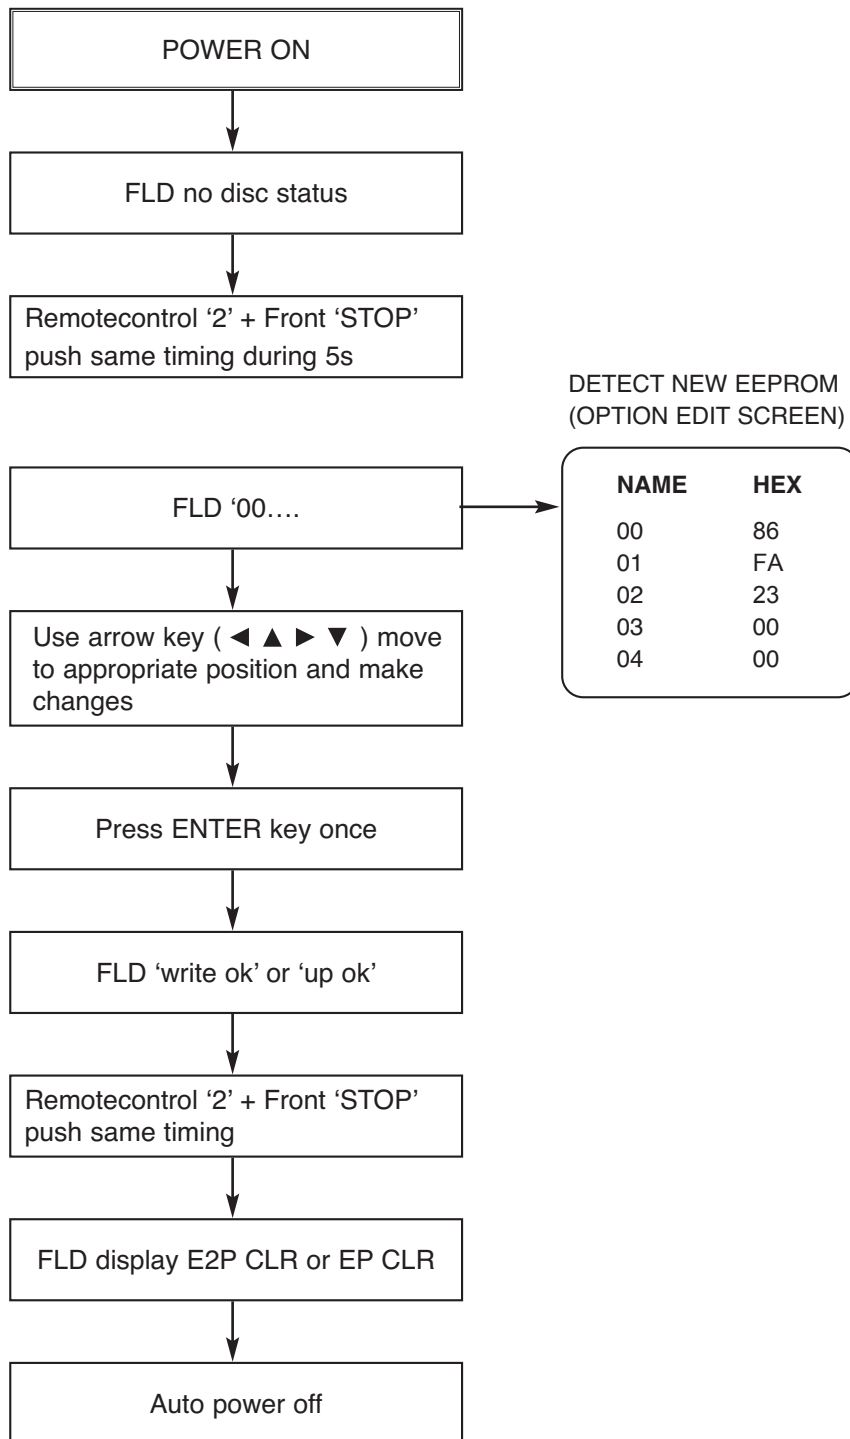 POWER ON
FLD no disc status
Remotecontrol ‘2’ + Front ‘STOP’
push same timing during 5s
DETECT NEW EEPROM
(OPTION EDIT SCREEN)
NAME HEX
00 86
01 FA
02 23
03 00
04 00
FLD ‘00….
Use arrow key ( ◀ ▲ ▶ ▼ ) move
to appropriate position and make
changes
Press ENTER key once
FLD ‘write ok’ or ‘up ok’
Remotecontrol ‘2’ + Front ‘STOP’
push same timing
FLD display E2P CLR or EP CLR
Auto power off